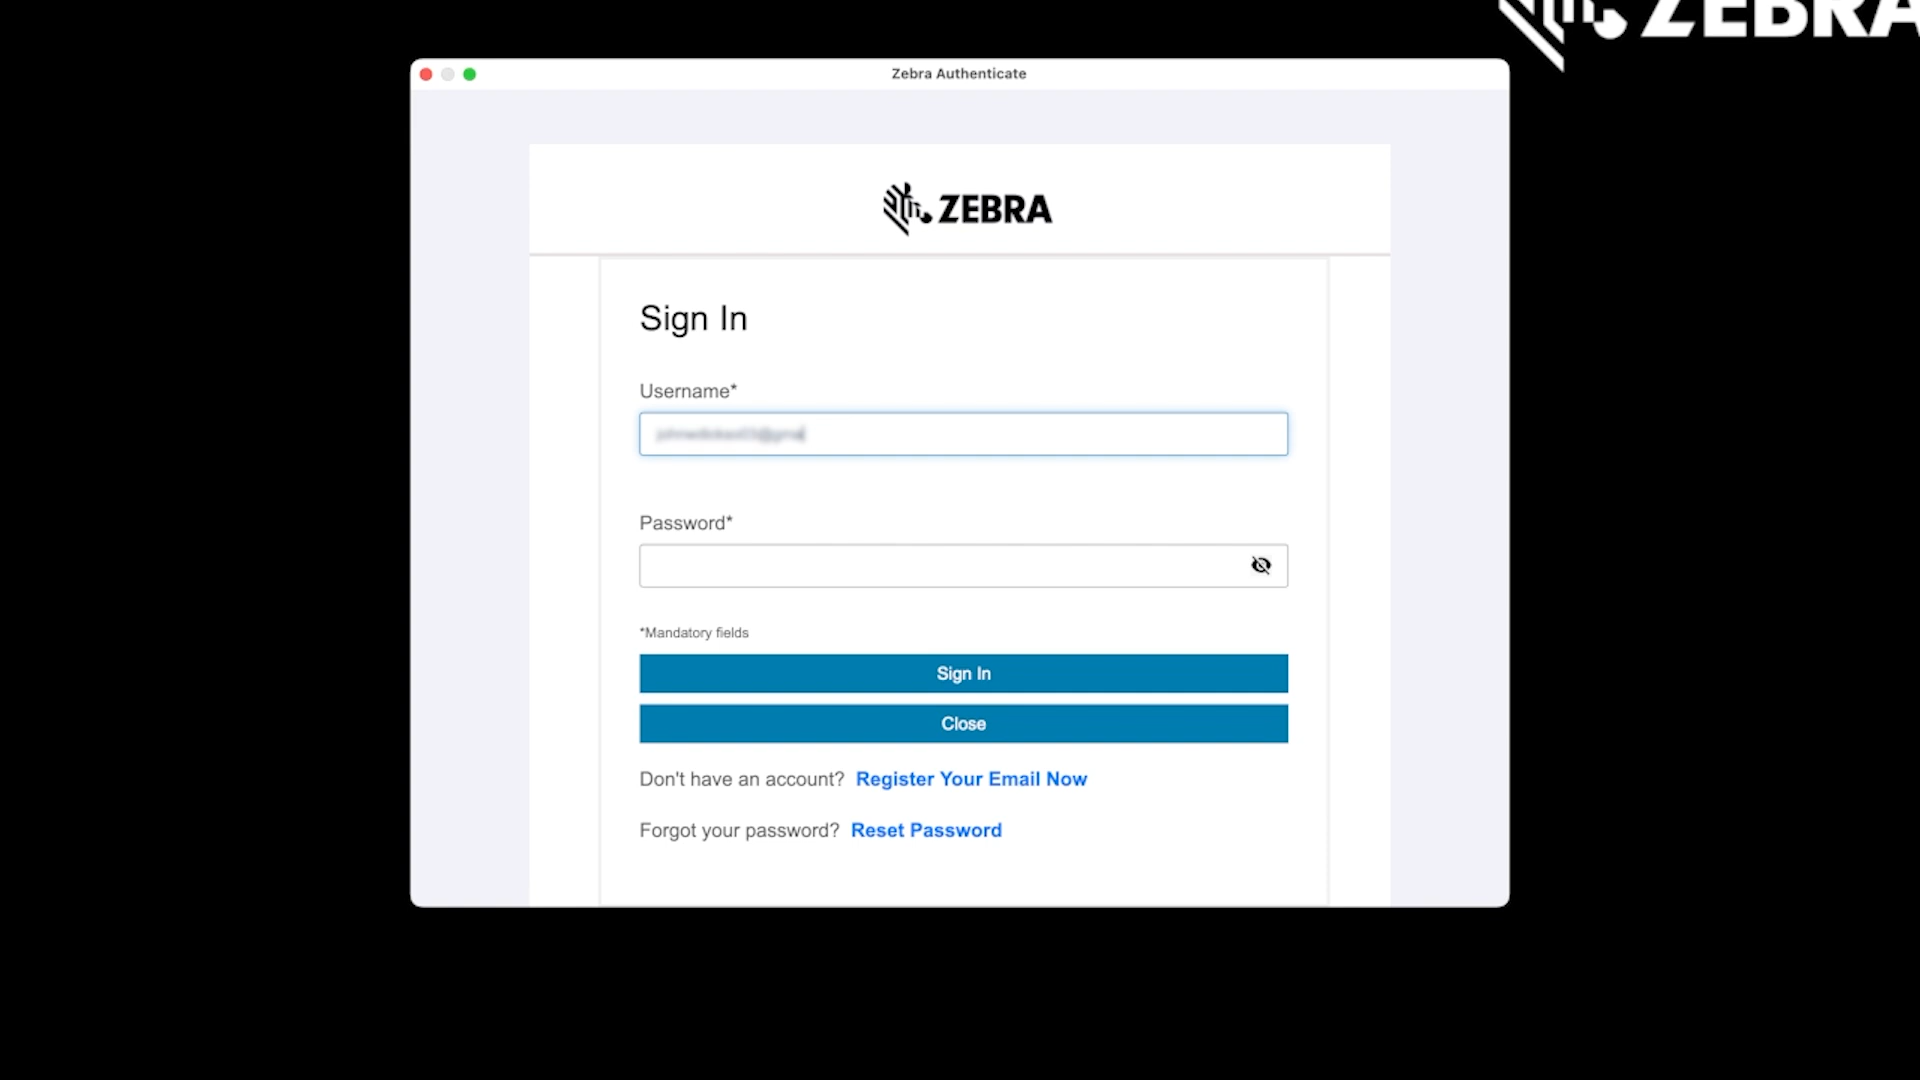 ZEBRA
Zebra Authenticate
ZEBRA
Sign In
Username*
Password*
*Mandatory fields
Sign In
Close
Don't have an account? Register Your Email Now
Forgot your password? Reset Password